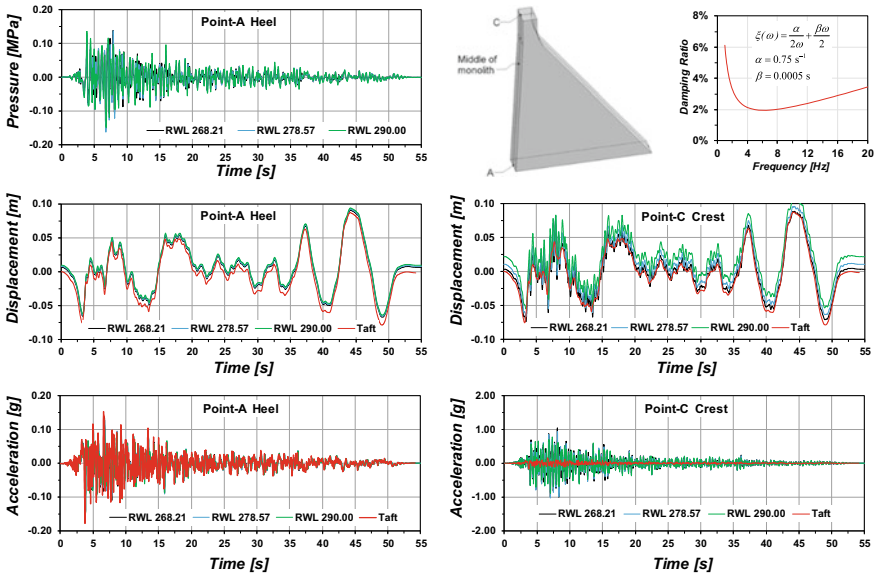 Point-A Heel
Pressure [MPa]
0.20
0.10
0.00
-0.10
-0.20
RWL 268.21 RWL 278.57 RWL 290.00
0 5 10 15 20 25 30 35 40 45 50 55
Time [s]
C
Middle of
monolith
A
Damping Ratio
8%
6%
4%
2%
0%
ξ(ω) = α/2ω + βω/2
α = 0.75 s⁻¹
β = 0.0005 s
0 5 10 15 20
Frequency [Hz]
Point-A Heel
Displacement [m]
0.10
0.05
0.00
-0.05
-0.10
RWL 268.21 RWL 278.57 RWL 290.00 Taft
0 5 10 15 20 25 30 35 40 45 50 55
Time [s]
Point-C Crest
Displacement [m]
0.10
0.05
0.00
-0.05
-0.10
RWL 268.21 RWL 278.57 RWL 290.00 Taft
0 5 10 15 20 25 30 35 40 45 50 55
Time [s]
Point-A Heel
Acceleration [g]
0.20
0.10
0.00
-0.10
-0.20
RWL 268.21 RWL 278.57 RWL 290.00 Taft
0 5 10 15 20 25 30 35 40 45 50 55
Time [s]
Point-C Crest
Acceleration [g]
2.00
1.00
0.00
-1.00
-2.00
RWL 268.21 RWL 278.57 RWL 290.00 Taft
0 5 10 15 20 25 30 35 40 45 50 55
Time [s]